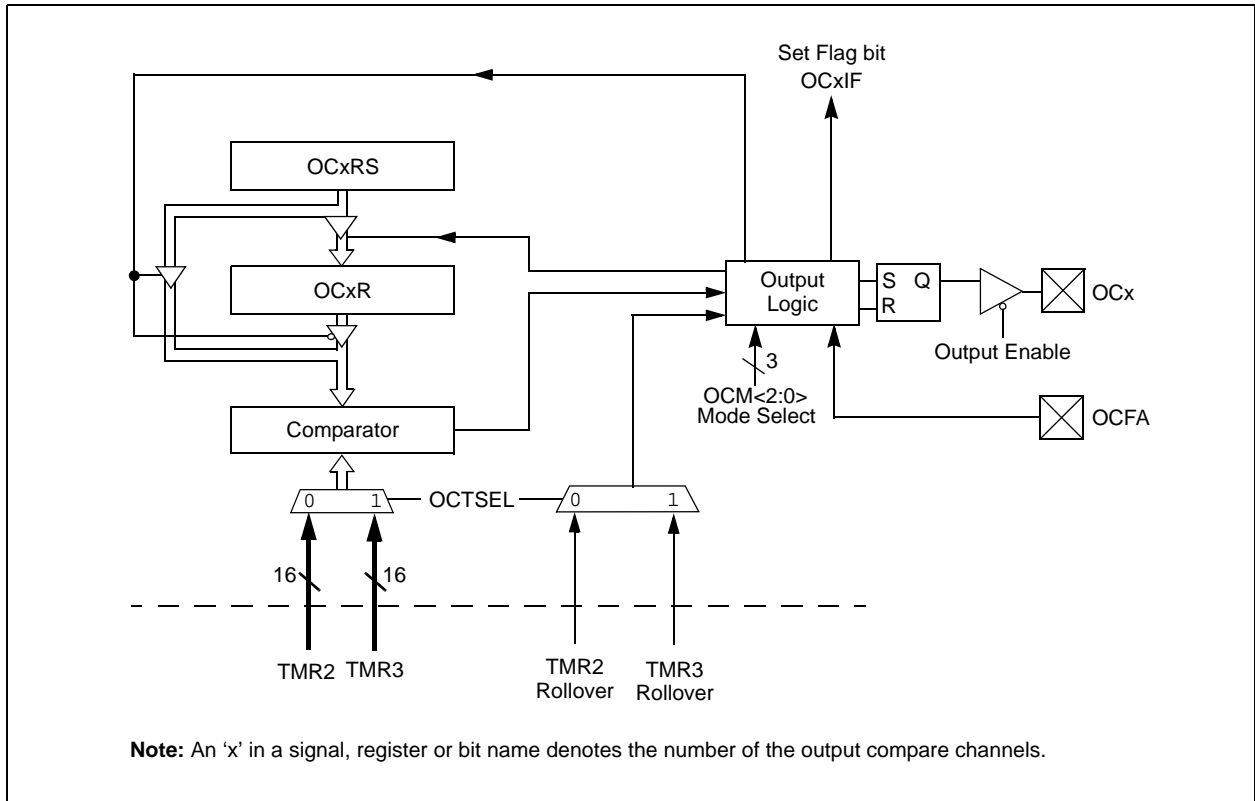 Set Flag bit
OCxIF
OCxRS
OCxR
Output
Logic
S Q
R
OCx
Output Enable
3
OCM<2:0>
Mode Select
OCFA
Comparator
0 1
OCTSEL
0 1
16
16
TMR2
TMR3
TMR2
Rollover
TMR3
Rollover
Note: An ‘x’ in a signal, register or bit name denotes the number of the output compare channels.